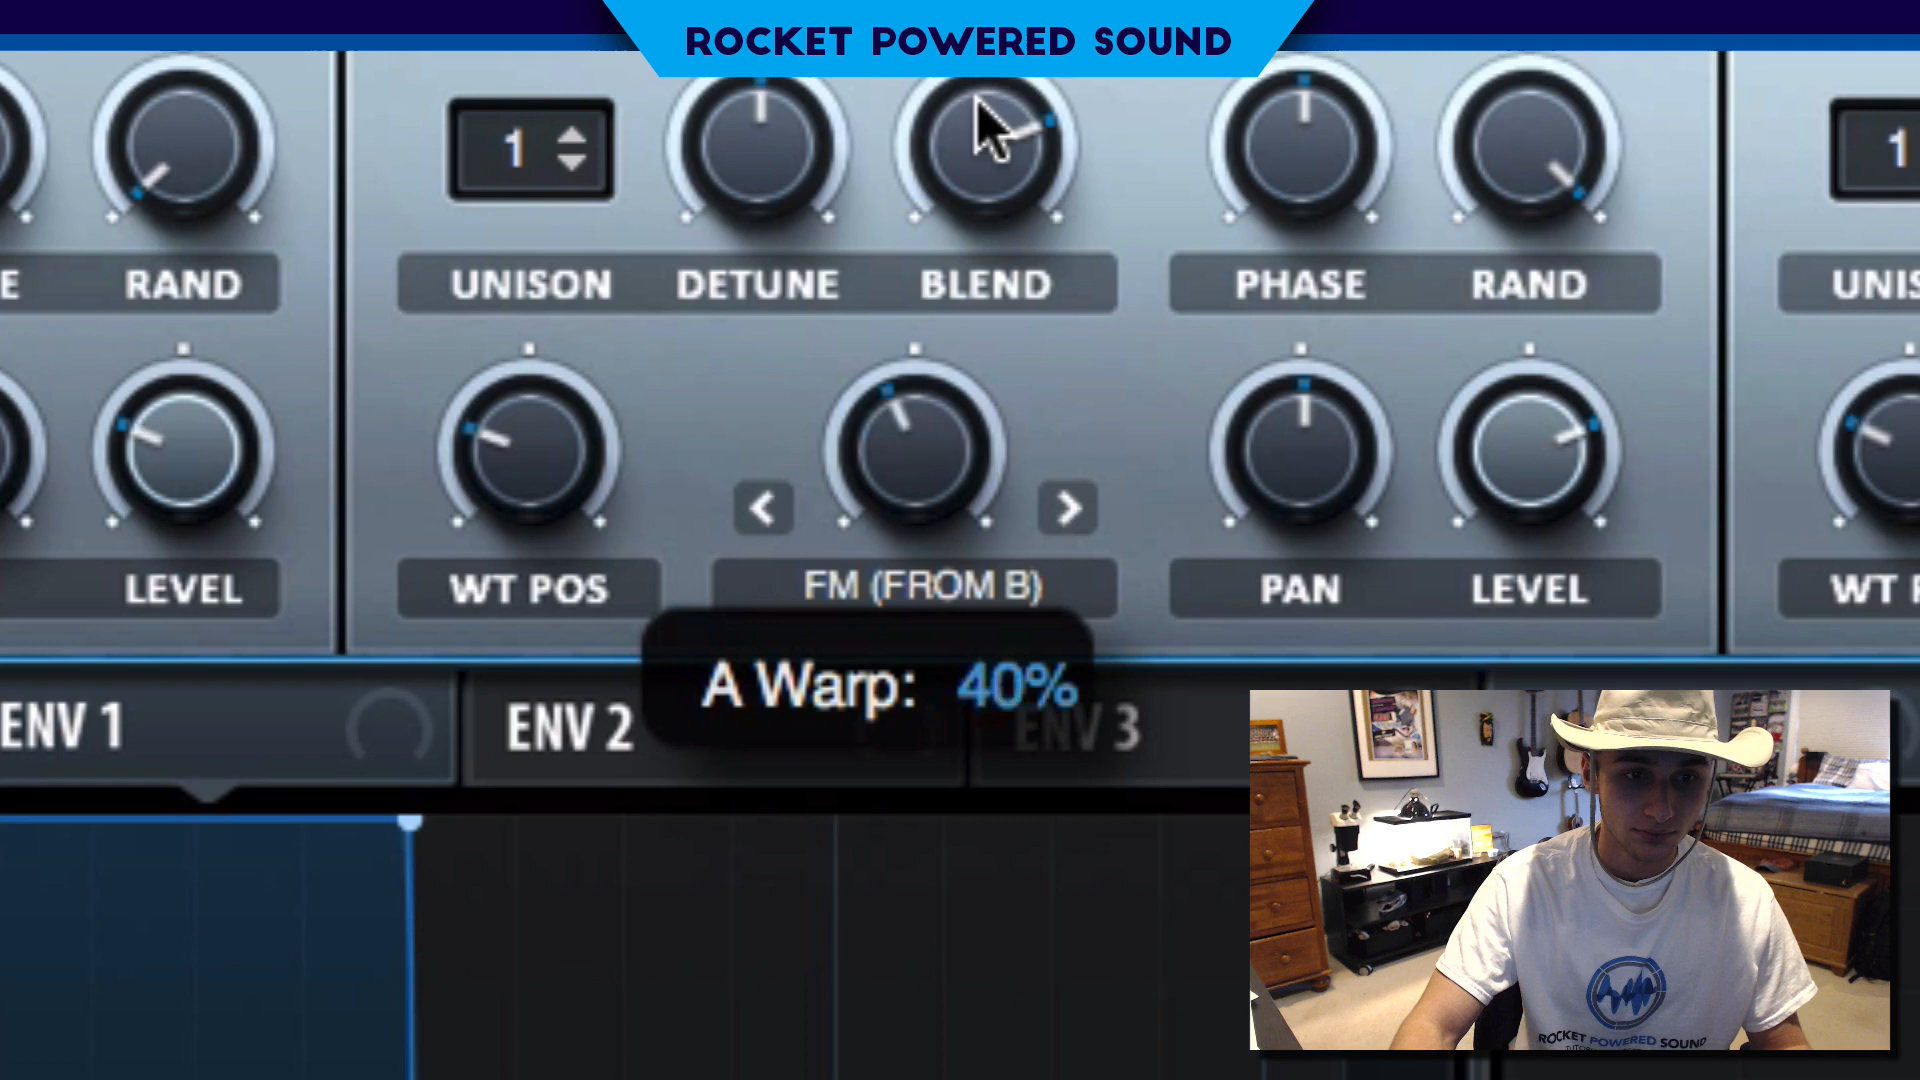 ROCKET POWERED SOUND
1
1
E
RAND
UNISON
DETUNE
BLEND
PHASE
RAND
UNIS
LEVEL
WT POS
FM (FROM B)
PAN
LEVEL
WT P
A Warp: 40%
ENV 1
ENV 2
ENV 3
ROCKET POWERED SOUND